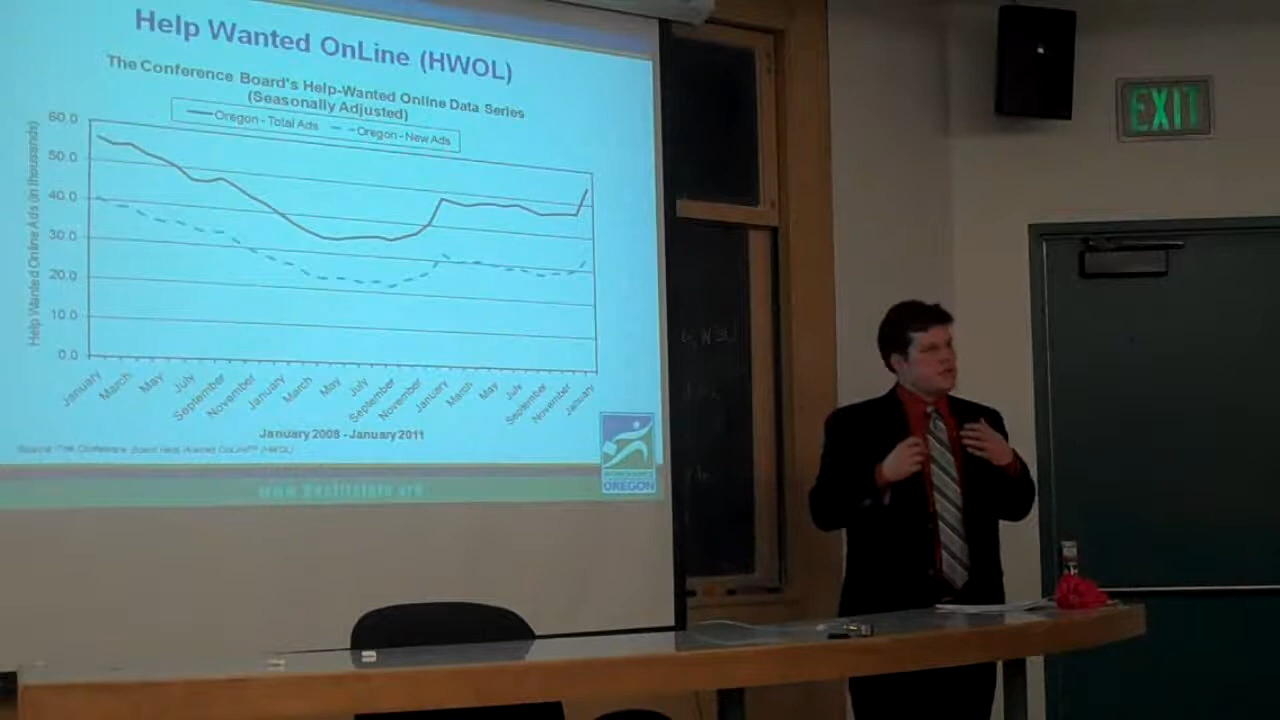 Help Wanted OnLine (HWOL)
The Conference Board's Help-Wanted Online Data Series
(Seasonally Adjusted)
Oregon - Total Ads
Oregon - New Ads
Help Wanted Online Ads (in thousands)
60.0
50.0
40.0
30.0
20.0
10.0
0.0
January
March
May
July
September
November
January
March
May
July
September
November
January
March
May
July
September
November
January
January 2008 - January 2011
OREGON
EXIT